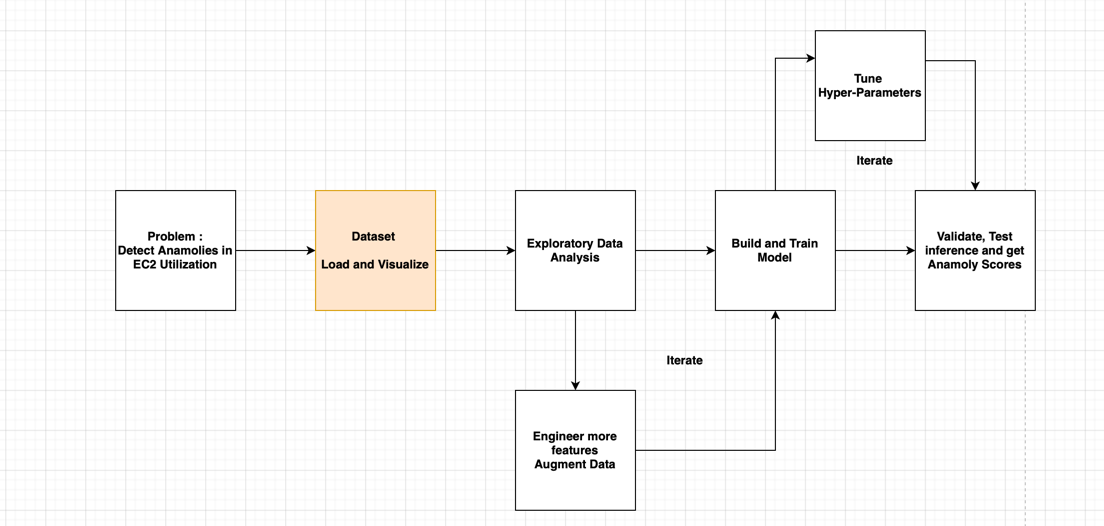 Tune
Hyper-Parameters
Iterate
Problem :
Detect Anamolies in
EC2 Utilization
Dataset
Load and Visualize
Exploratory Data
Analysis
Build and Train
Model
Validate, Test
inference and get
Anamoly Scores
Iterate
Engineer more
features
Augment Data